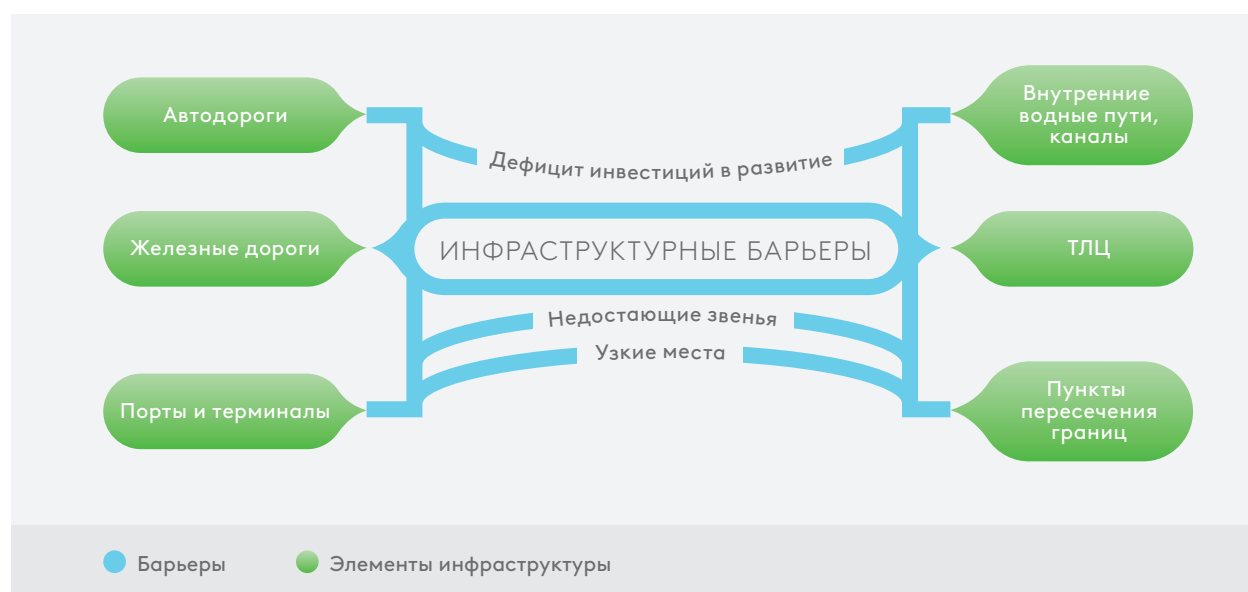 Автодороги
Внутренние
водные пути,
каналы
Дефицит инвестиций в развитие
Железные дороги
ИНФРАСТРУКТУРНЫЕ БАРЬЕРЫ
ТЛЦ
Недостающие звенья
Узкие места
Порты и терминалы
Пункты
пересечения
границ
Барьеры
Элементы инфраструктуры